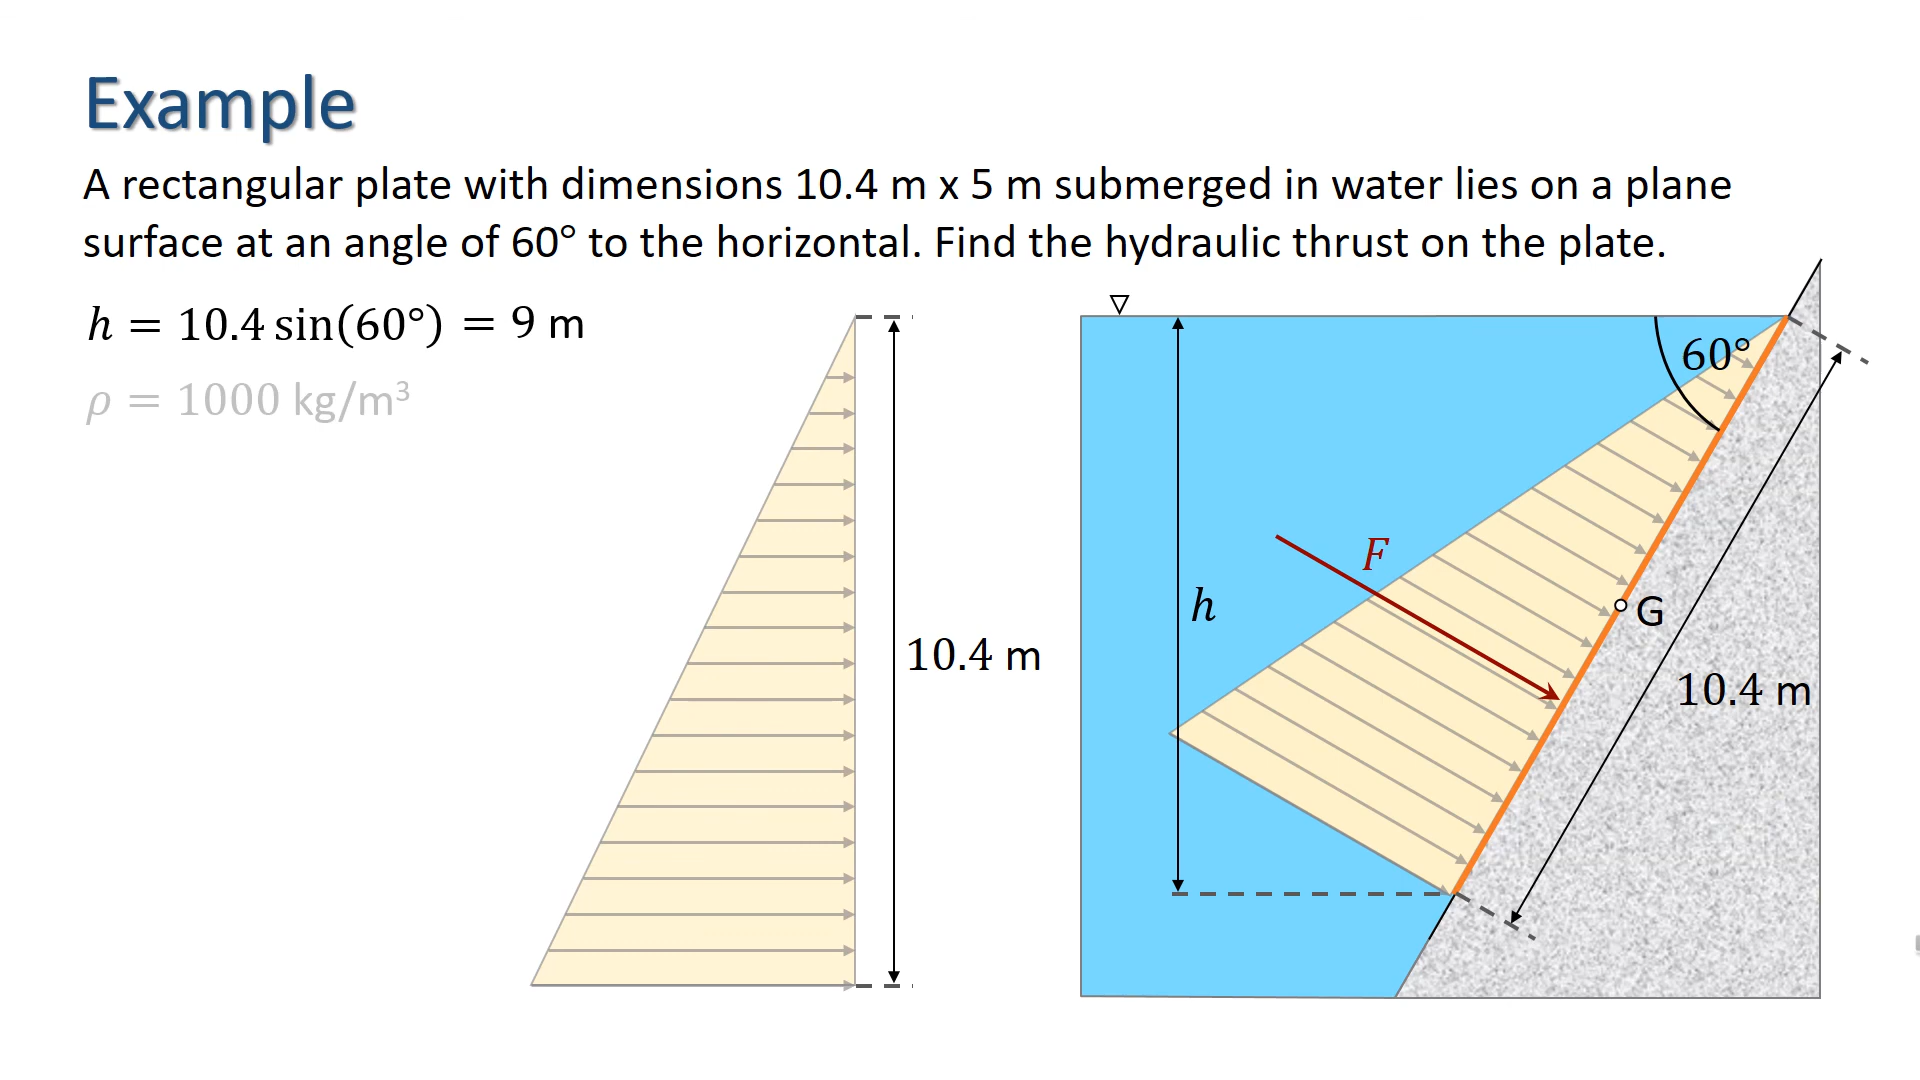 Example
A rectangular plate with dimensions 10.4 m x 5 m submerged in water lies on a plane
surface at an angle of 60° to the horizontal. Find the hydraulic thrust on the plate.
h = 10.4 sin(60°) = 9 m
ρ = 1000 kg/m³
60°
F
h
G
10.4 m
10.4 m